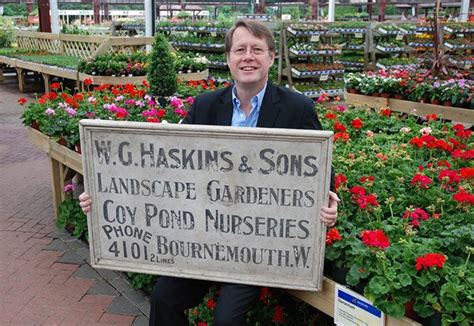 W. G. HASKINS & SONS
LANDSCAPE GARDENERS
COY POND NURSERIES
PHONE 4101 2 LINES BOURNEMOUTH. W.